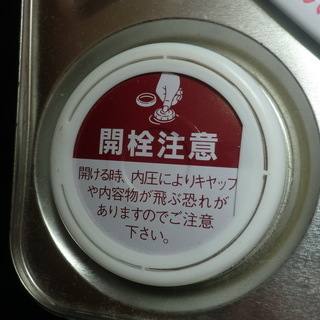 開栓注意
開ける時、内圧によりキャップ
や内容物が飛ぶ恐れが
ありますのでご注意
下さい。